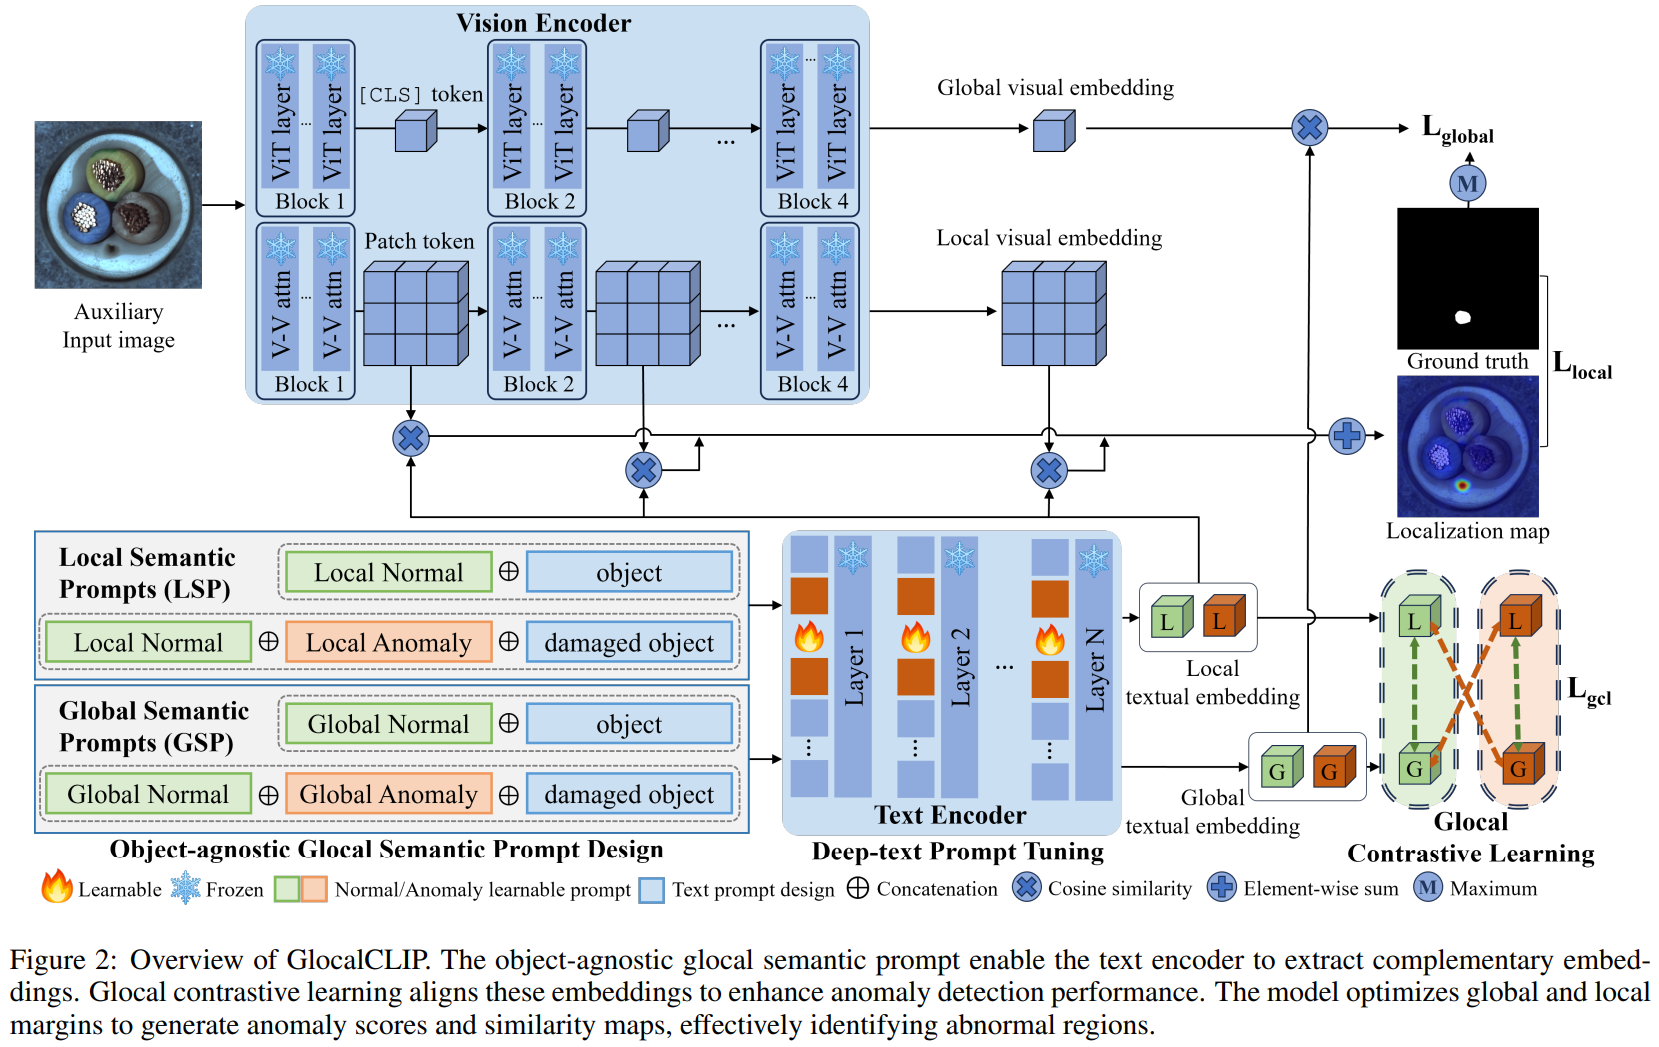 Vision Encoder
ViT layer
ViT layer
Block 1
[CLS] token
ViT layer
ViT layer
Block 2
...
ViT layer
ViT layer
Block 4
Global visual embedding
L global
M
V-V attn
V-V attn
Block 1
Patch token
V-V attn
V-V attn
Block 2
...
V-V attn
V-V attn
Block 4
Local visual embedding
Auxiliary
Input image
Ground truth
L local
Localization map
Local Semantic
Prompts (LSP)
Local Normal ⊕ object
Local Normal ⊕ Local Anomaly ⊕ damaged object
Global Semantic
Prompts (GSP)
Global Normal ⊕ object
Global Normal ⊕ Global Anomaly ⊕ damaged object
Object-agnostic Glocal Semantic Prompt Design
Layer 1
Layer 2
...
Layer N
Text Encoder
Deep-text Prompt Tuning
L L
Local
textual embedding
G G
Global
textual embedding
L L
G G
L gcl
Glocal
Contrastive Learning
Learnable Frozen Normal/Anomaly learnable prompt Text prompt design ⊕ Concatenation Cosine similarity Element-wise sum M Maximum
Figure 2: Overview of GlocalCLIP. The object-agnostic glocal semantic prompt enable the text encoder to extract complementary embed-
dings. Glocal contrastive learning aligns these embeddings to enhance anomaly detection performance. The model optimizes global and local
margins to generate anomaly scores and similarity maps, effectively identifying abnormal regions.